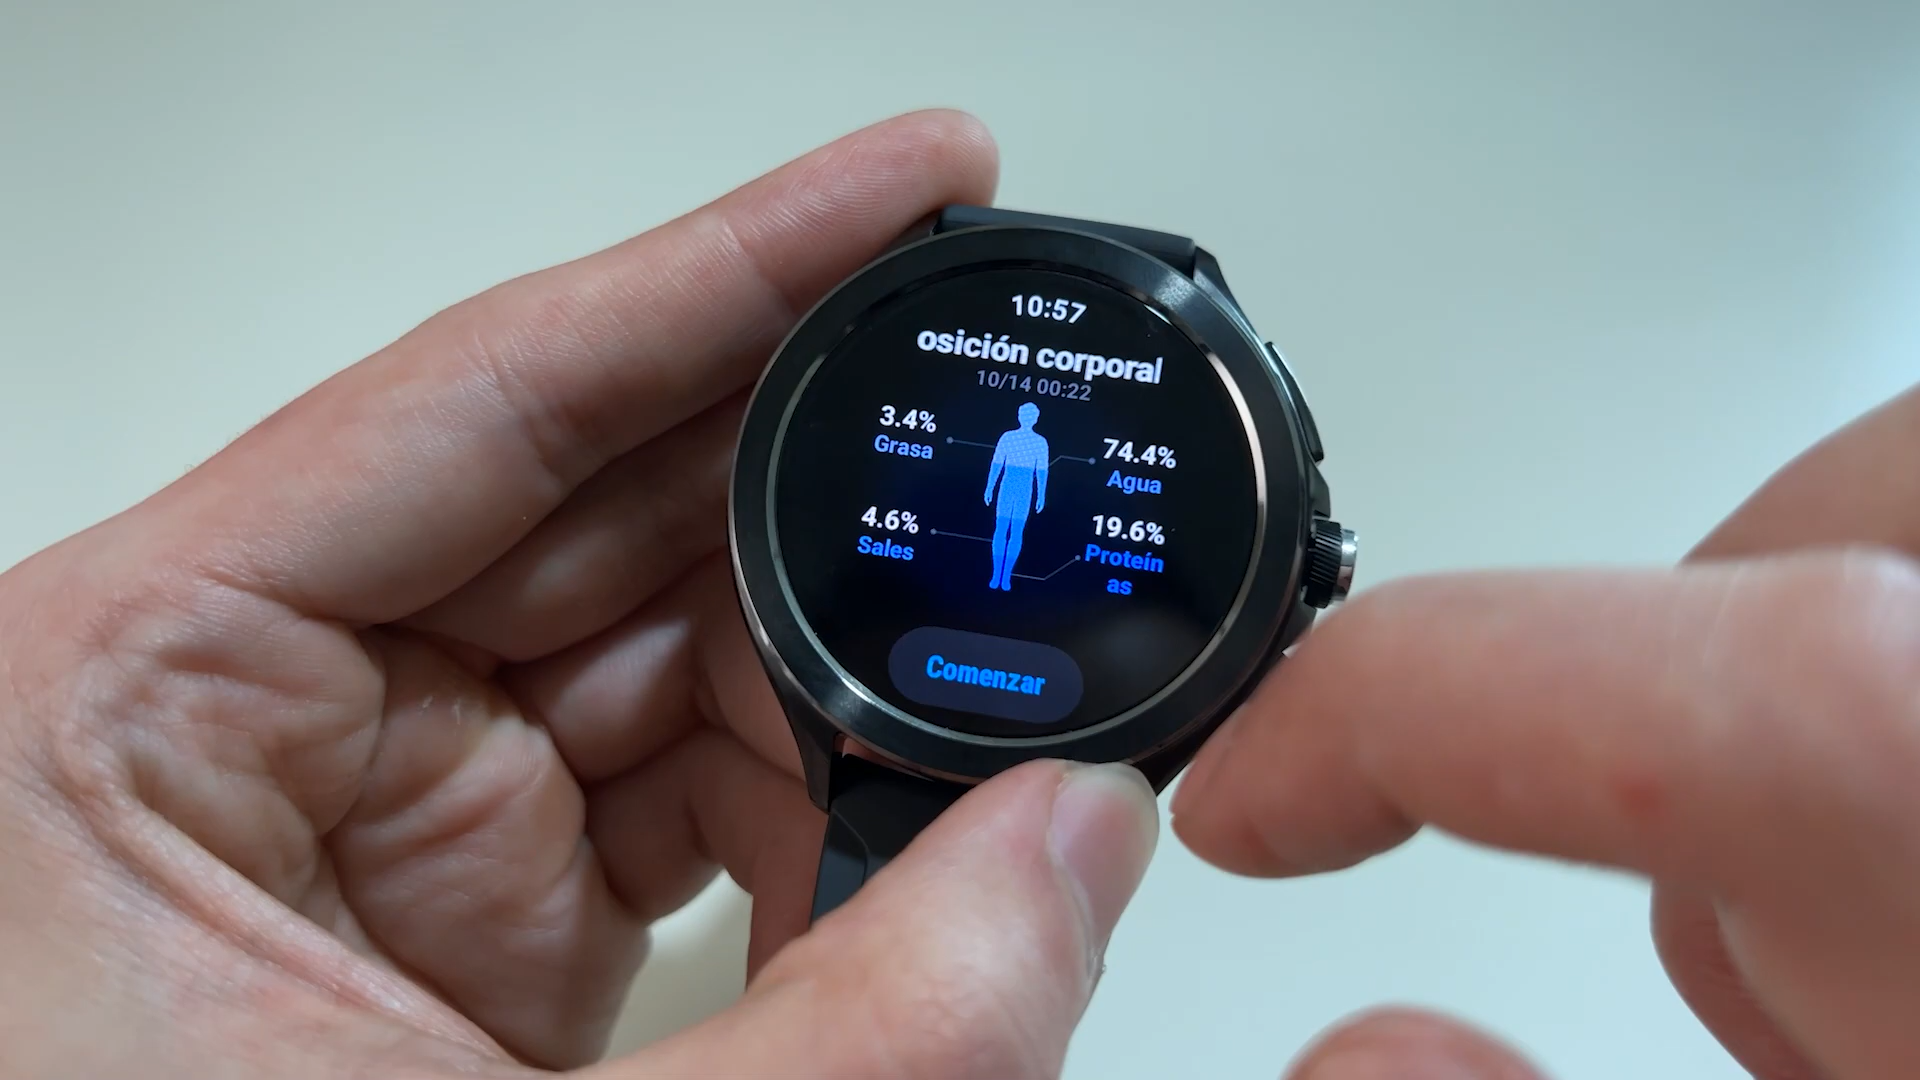 10:57
osición corporal
10/14 00:22
3.4%
Grasa
74.4%
Agua
4.6%
Sales
19.6%
Proteín
as
Comenzar